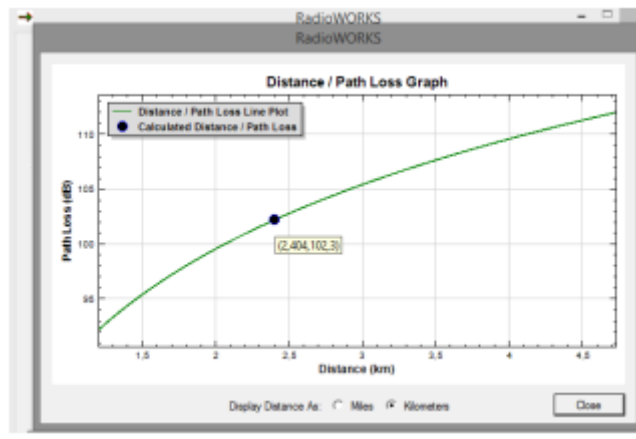 RadioWORKS
RadioWORKS
Distance / Path Loss Graph
Distance / Path Loss Line Plot
Calculated Distance / Path Loss
Path Loss (dB)
110
105
100
95
(2,404,102,3)
1,5 2 2,5 3 3,5 4 4,5
Distance (km)
Display Distance As: Miles Kilometers Close